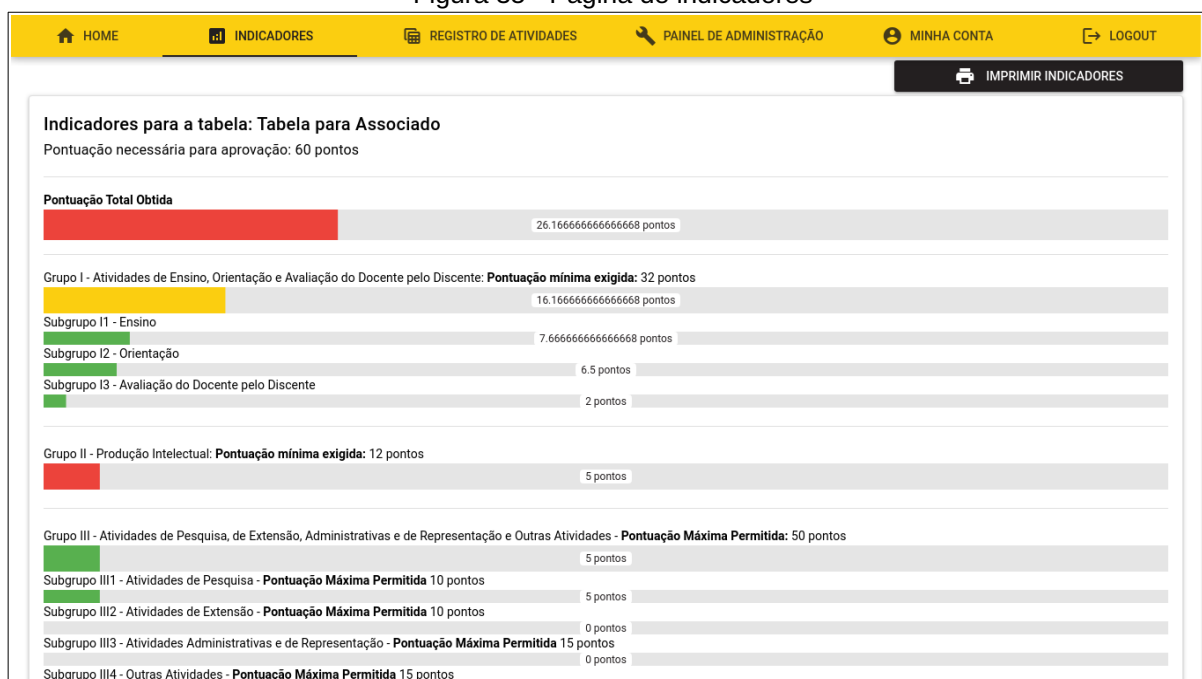 Figura 35 - Página de indicadores
HOME
INDICADORES
REGISTRO DE ATIVIDADES
PAINEL DE ADMINISTRAÇÃO
MINHA CONTA
LOGOUT
IMPRIMIR INDICADORES
Indicadores para a tabela: Tabela para Associado
Pontuação necessária para aprovação: 60 pontos
Pontuação Total Obtida
26.166666666666668 pontos
Grupo I - Atividades de Ensino, Orientação e Avaliação do Docente pelo Discente: Pontuação mínima exigida: 32 pontos
16.166666666666668 pontos
Subgrupo I1 - Ensino
7.666666666666668 pontos
Subgrupo I2 - Orientação
6.5 pontos
Subgrupo I3 - Avaliação do Docente pelo Discente
2 pontos
Grupo II - Produção Intelectual: Pontuação mínima exigida: 12 pontos
5 pontos
Grupo III - Atividades de Pesquisa, de Extensão, Administrativas e de Representação e Outras Atividades - Pontuação Máxima Permitida: 50 pontos
5 pontos
Subgrupo III1 - Atividades de Pesquisa - Pontuação Máxima Permitida 10 pontos
5 pontos
Subgrupo III2 - Atividades de Extensão - Pontuação Máxima Permitida 10 pontos
0 pontos
Subgrupo III3 - Atividades Administrativas e de Representação - Pontuação Máxima Permitida 15 pontos
0 pontos
Subgrupo III4 - Outras Atividades - Pontuação Máxima Permitida 15 pontos